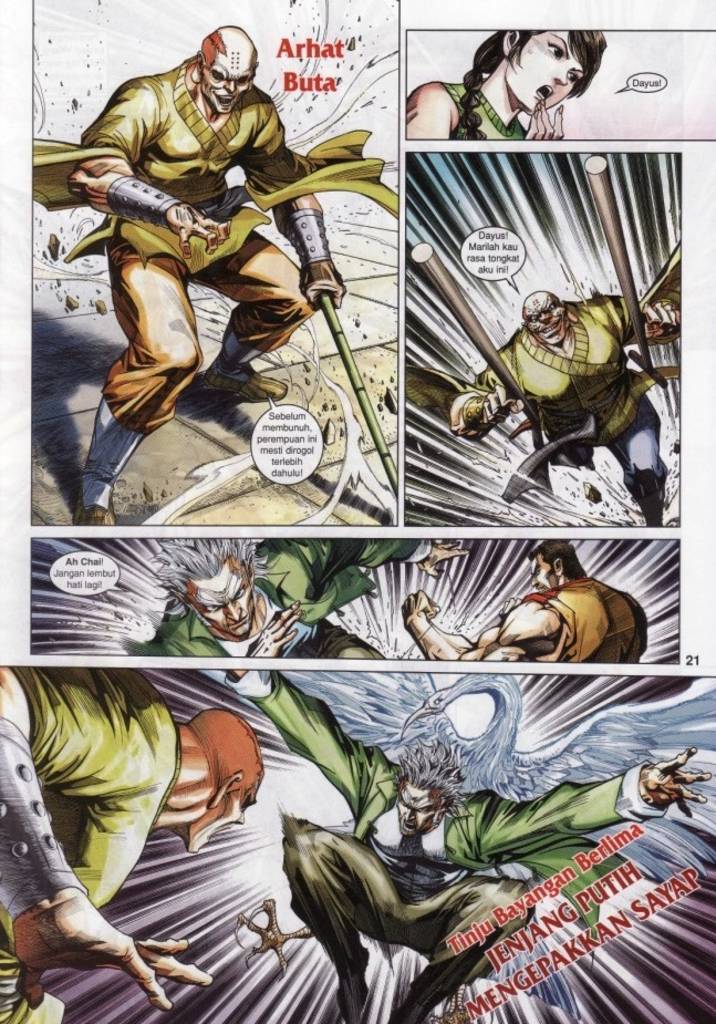 Arhat
Buta
Sebelum
membunuh,
perempuan ini
mesti dirogol
terlebih
dahulu!
Dayus!
Dayus!
Marilah kau
rasa tongkat
aku ini!
Ah Chai!
Jangan lembut
hati lagi!
21
Tinju Bayangan Berlima
JENJANG PUTIH
MENGEPAKKAN SAYAP